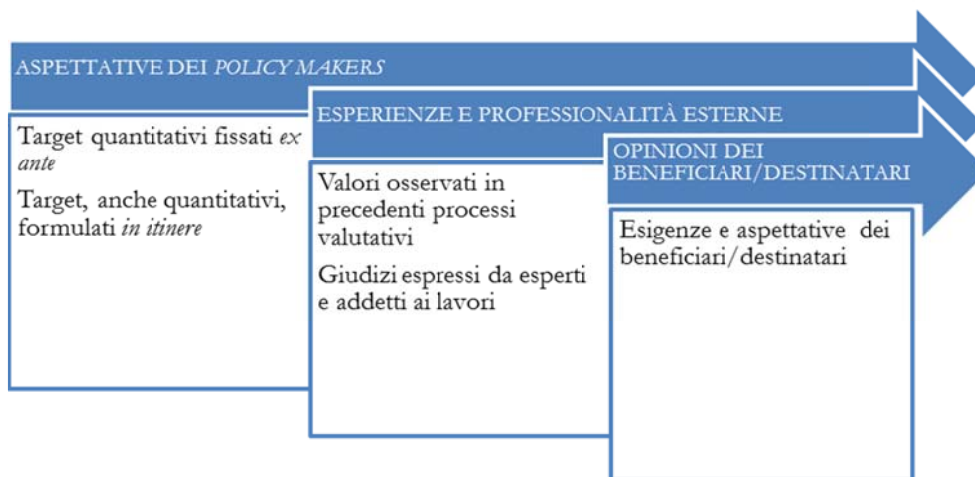 ASPETTATIVE DEI POLICY MAKERS
Target quantitativi fissati ex
ante
Target, anche quantitativi,
formulati in itinere
ESPERIENZE E PROFESSIONALITÀ ESTERNE
Valori osservati in
precedenti processi
valutativi
Giudizi espressi da esperti
e addetti ai lavori
OPINIONI DEI
BENEFICIARI/DESTINATARI
Esigenze e aspettative dei
beneficiari/destinatari